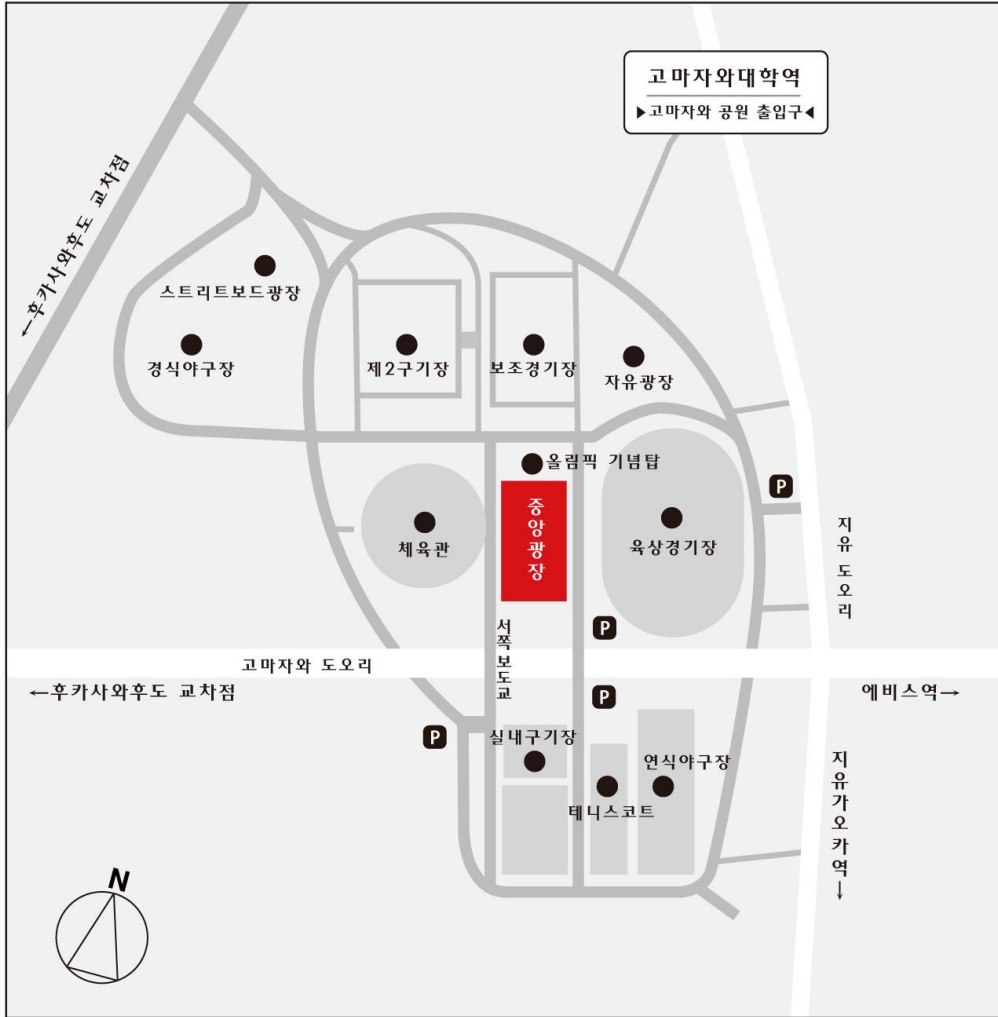 고마자와대학역
▶고마자와 공원 출입구◀
←후카사와후도 교차점
스트리트보드광장
경식야구장
제2구기장
보조경기장
자유광장
올림픽 기념탑
P
중앙광장
체육관
육상경기장
지유 도오리
서쪽 보도교
P
고마자와 도오리
←후카사와후도 교차점
에비스역→
P
P
실내구기장
연식야구장
테니스코트
지유가오카역→
N